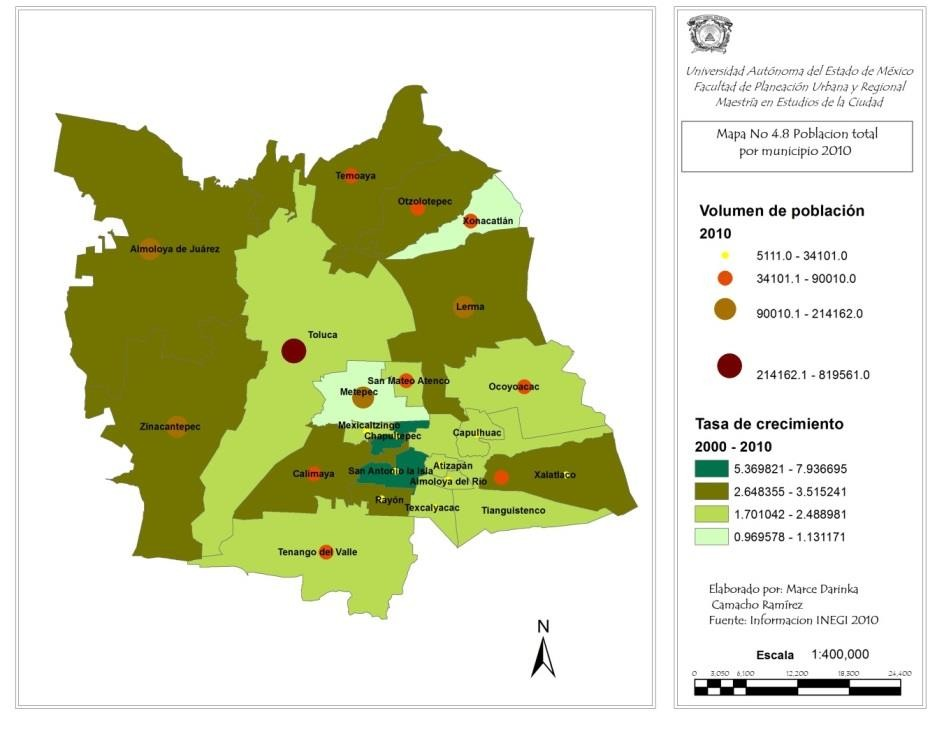 Temoaya
Otzolotepec
Xonacatlán
Almoloya de Juárez
Lerma
Toluca
San Mateo Atenco
Metepec
Ocoyoacac
Mexicaltzingo
Zinacantepec
Chapultepec
Capulhuac
Atizapán
San Antonio la Isla
Calimaya
Xalatlaco
Almoloya del Río
Rayón
Texcalyacac
Tianguistenco
Tenango del Valle
N
Universidad Autónoma del Estado de México
Facultad de Planeación Urbana y Regional
Maestría en Estudios de la Ciudad
Mapa No 4.8 Poblacion total
por municipio 2010
Volumen de población
2010
5111.0 - 34101.0
34101.1 - 90010.0
90010.1 - 214162.0
214162.1 - 819561.0
Tasa de crecimiento
2000 - 2010
5.369821 - 7.936695
2.648355 - 3.515241
1.701042 - 2.488981
0.969578 - 1.131171
Elaborado por: Marce Darinka
Camacho Ramírez
Fuente: Informacion INEGI 2010
Escala 1:400,000
0 3,050 6,100 12,200 18,300 24,400